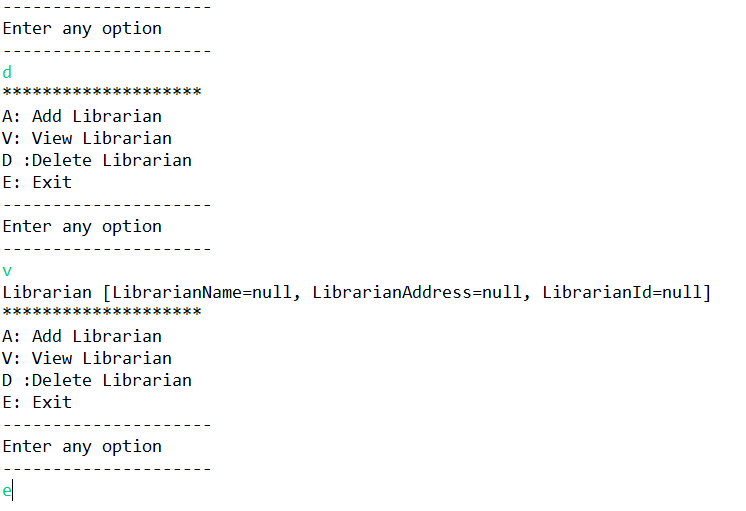 ---------------------
Enter any option
---------------------
d
********************
A: Add Librarian
V: View Librarian
D :Delete Librarian
E: Exit
---------------------
Enter any option
---------------------
v
Librarian [LibrarianName=null, LibrarianAddress=null, LibrarianId=null]
********************
A: Add Librarian
V: View Librarian
D :Delete Librarian
E: Exit
---------------------
Enter any option
---------------------
e